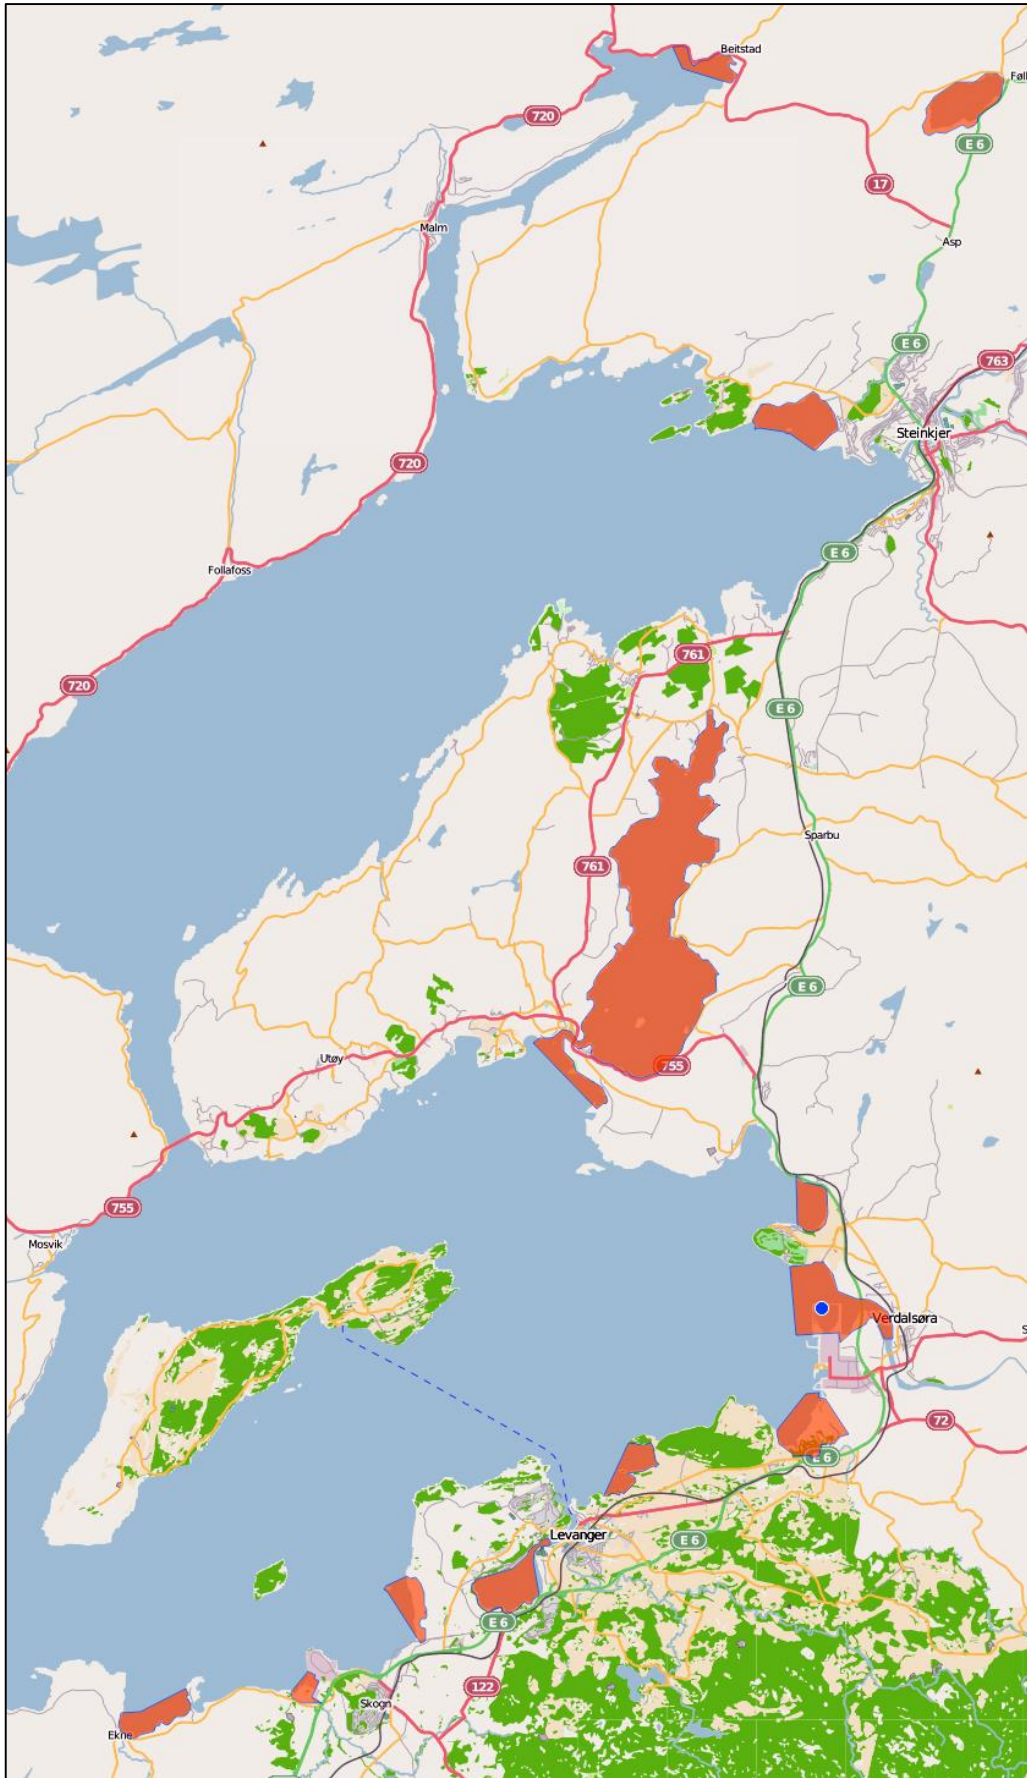 Beitstad
Føll
720
E 6
17
Malm
Asp
E 6
763
Steinkjer
720
E 6
Follafoss
761
720
E 6
Sparbu
761
E 6
Utøy
755
755
Mosvik
Verdalsøra
S
72
E 6
Levanger
E 6
E 6
122
Skogn
Ekne